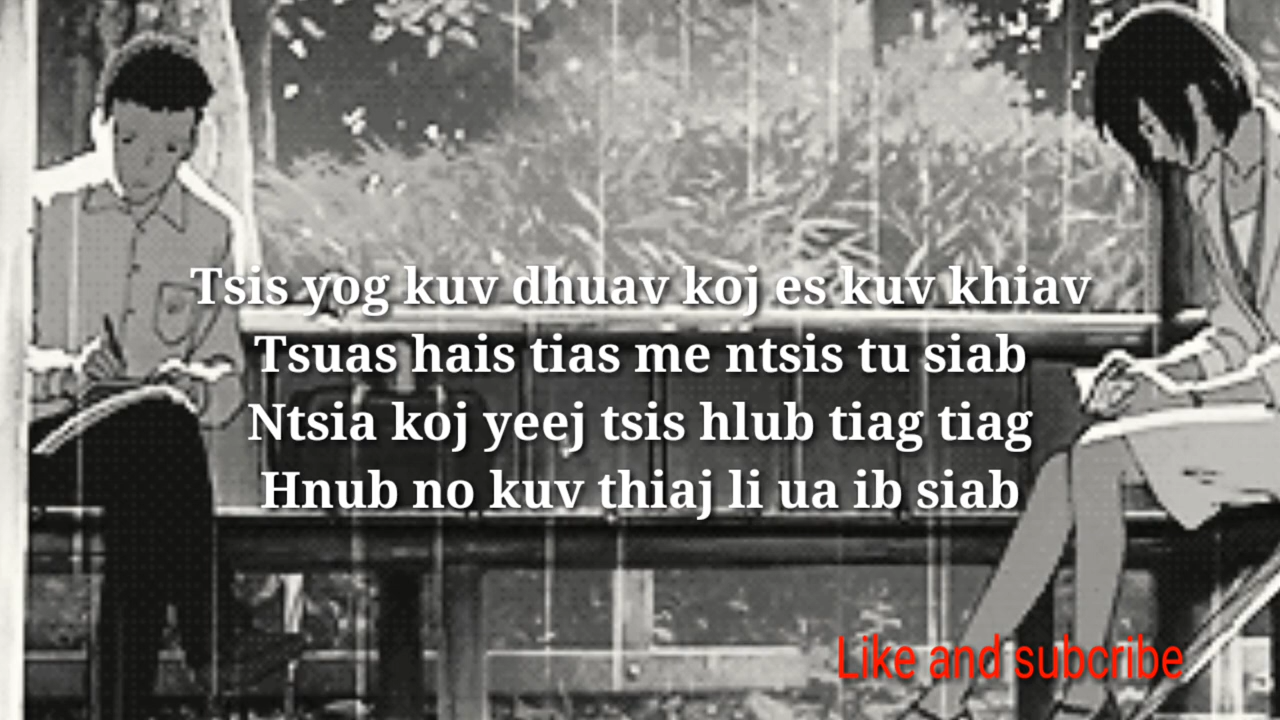 Tsis yog kuv dhuav koj es kuv khiav
Tsuas hais tias me ntsis tu siab
Ntsia koj yeej tsis hlub tiag tiag
Hnub no kuv thiaj li ua ib siab
Like and subcribe